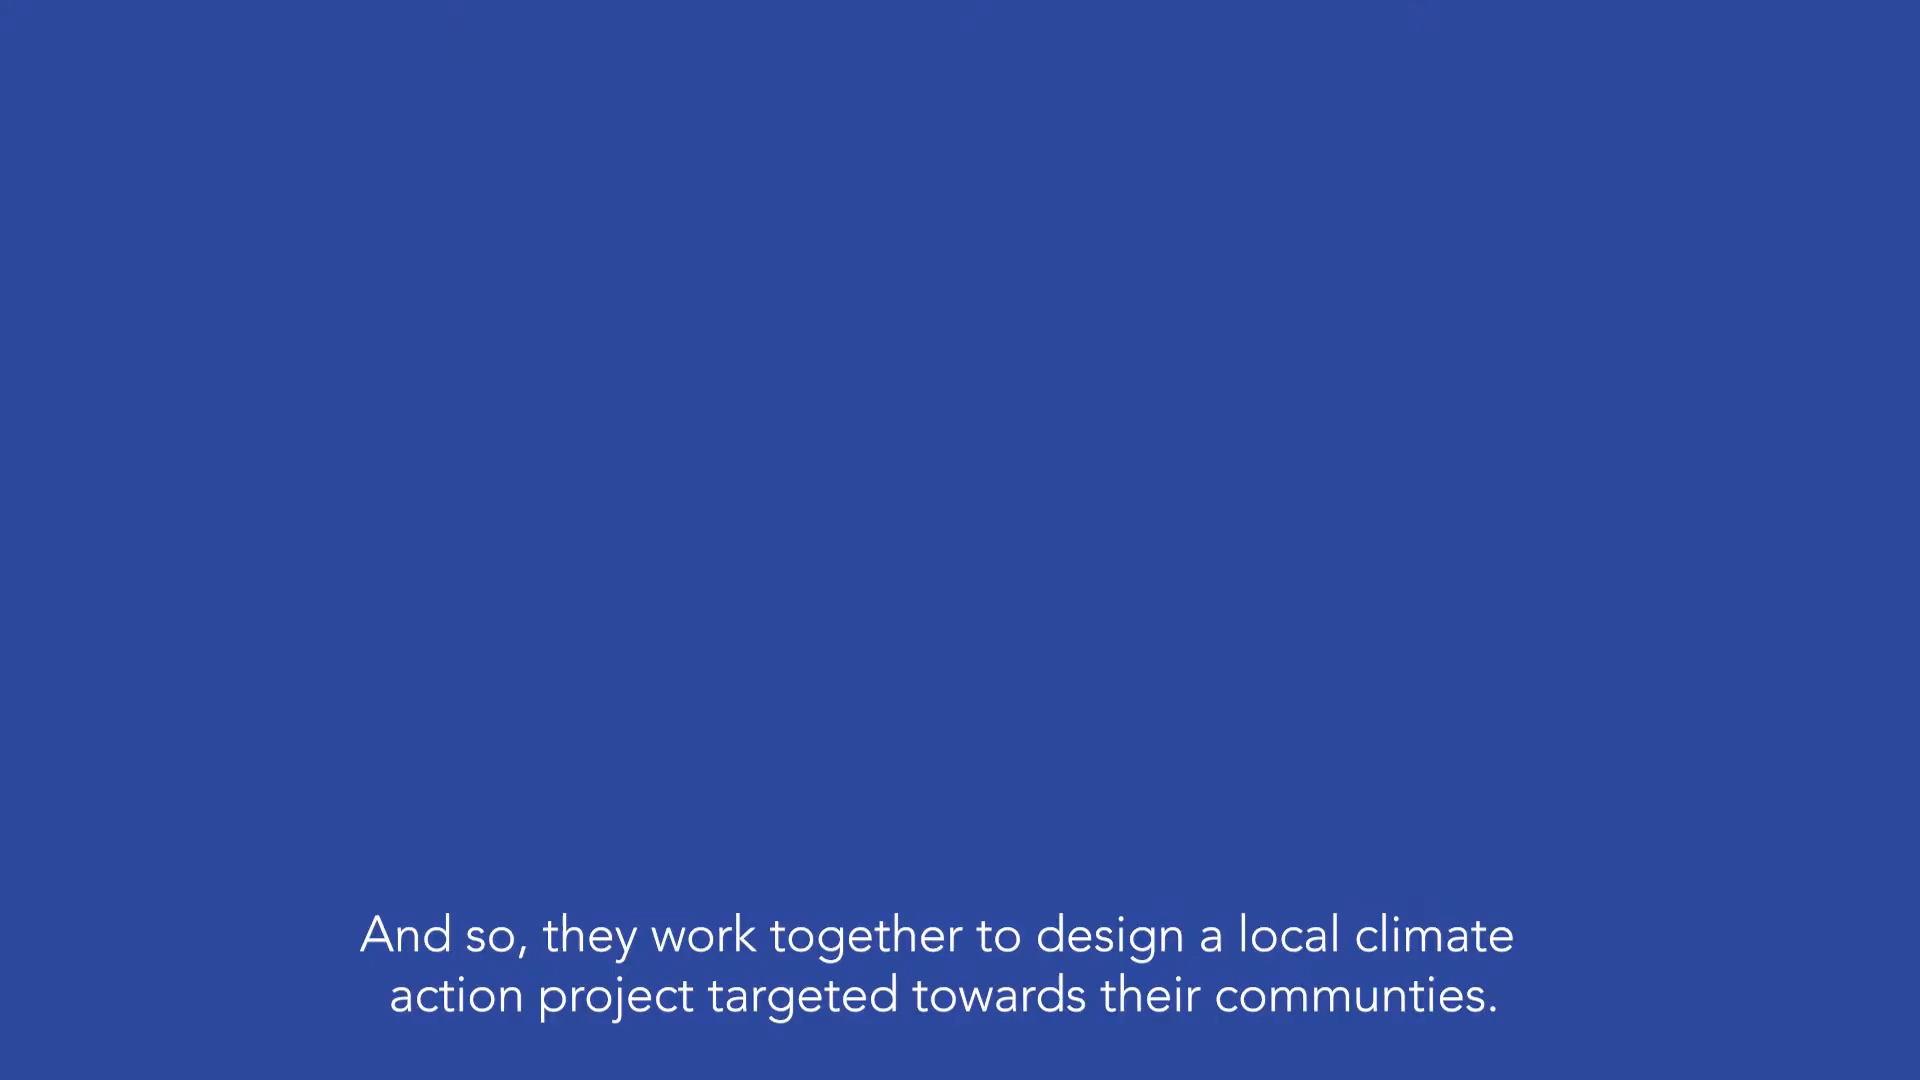 And so, they work together to design a local climate
action project targeted towards their communties.